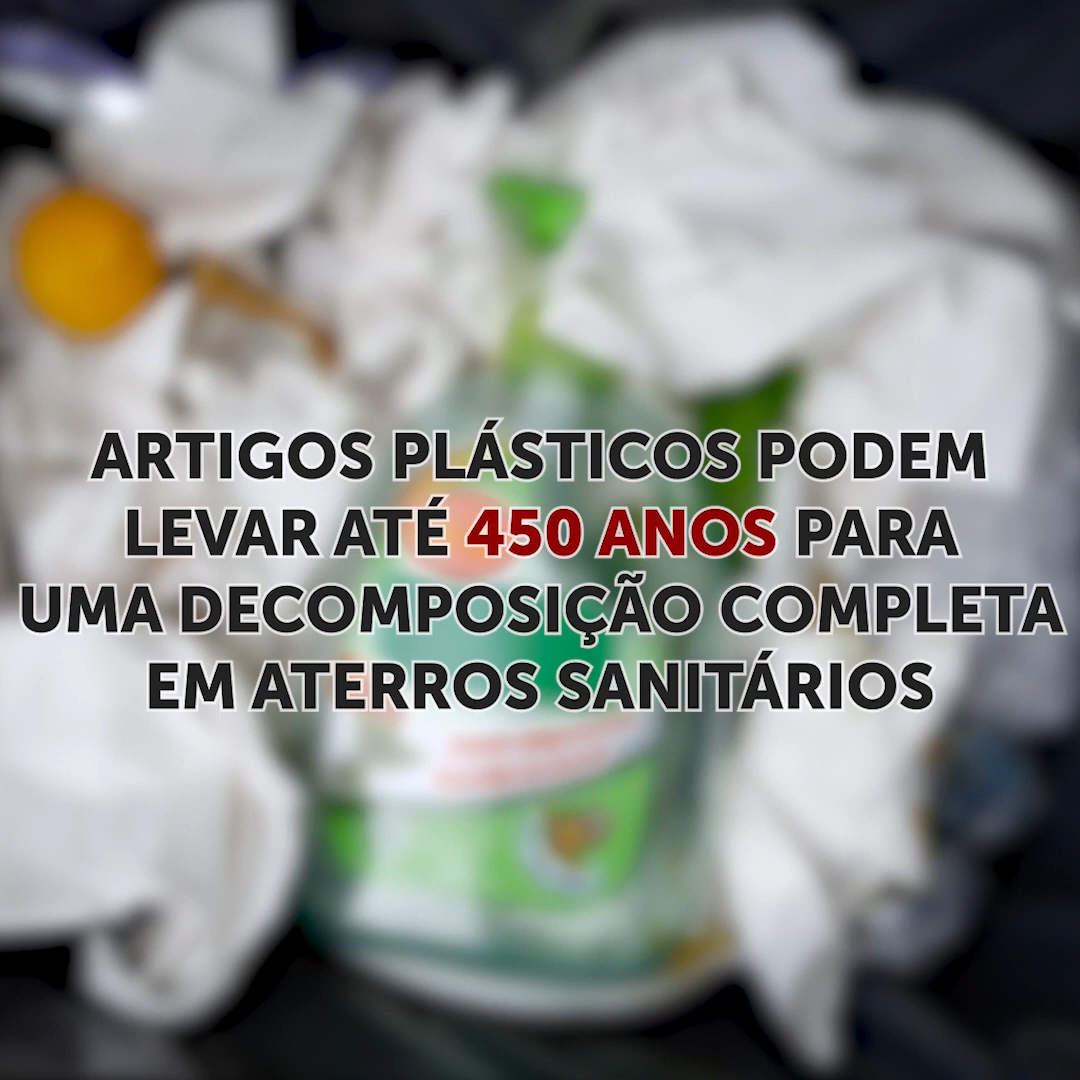 ARTIGOS PLÁSTICOS PODEM
LEVAR ATÉ 450 ANOS PARA
UMA DECOMPOSIÇÃO COMPLETA
EM ATERROS SANITÁRIOS